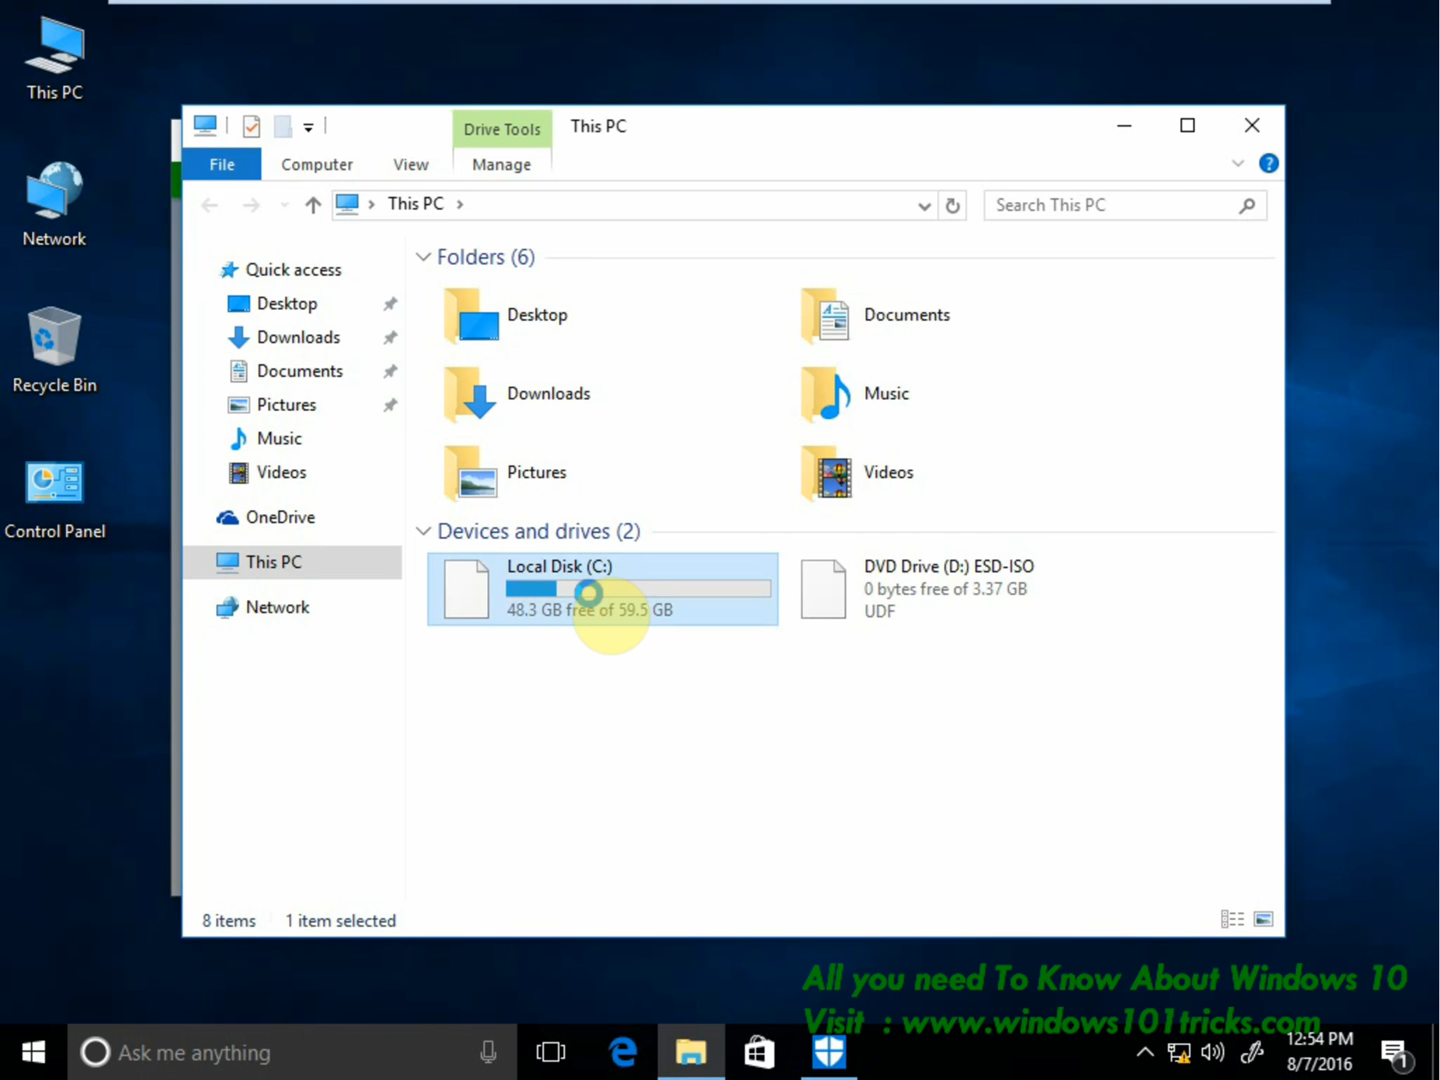 This PC
Network
Recycle Bin
Control Panel
Drive Tools
This PC
File
Computer
View
Manage
This PC
Search This PC
Quick access
Desktop
Downloads
Documents
Pictures
Music
Videos
OneDrive
This PC
Network
Folders (6)
Desktop
Documents
Downloads
Music
Pictures
Videos
Devices and drives (2)
Local Disk (C:)
48.3 GB free of 59.5 GB
DVD Drive (D:) ESD-ISO
0 bytes free of 3.37 GB
UDF
8 items
1 item selected
All you need To Know About Windows 10
Visit : www.windows101tricks.com
Ask me anything
12:54 PM
8/7/2016
1